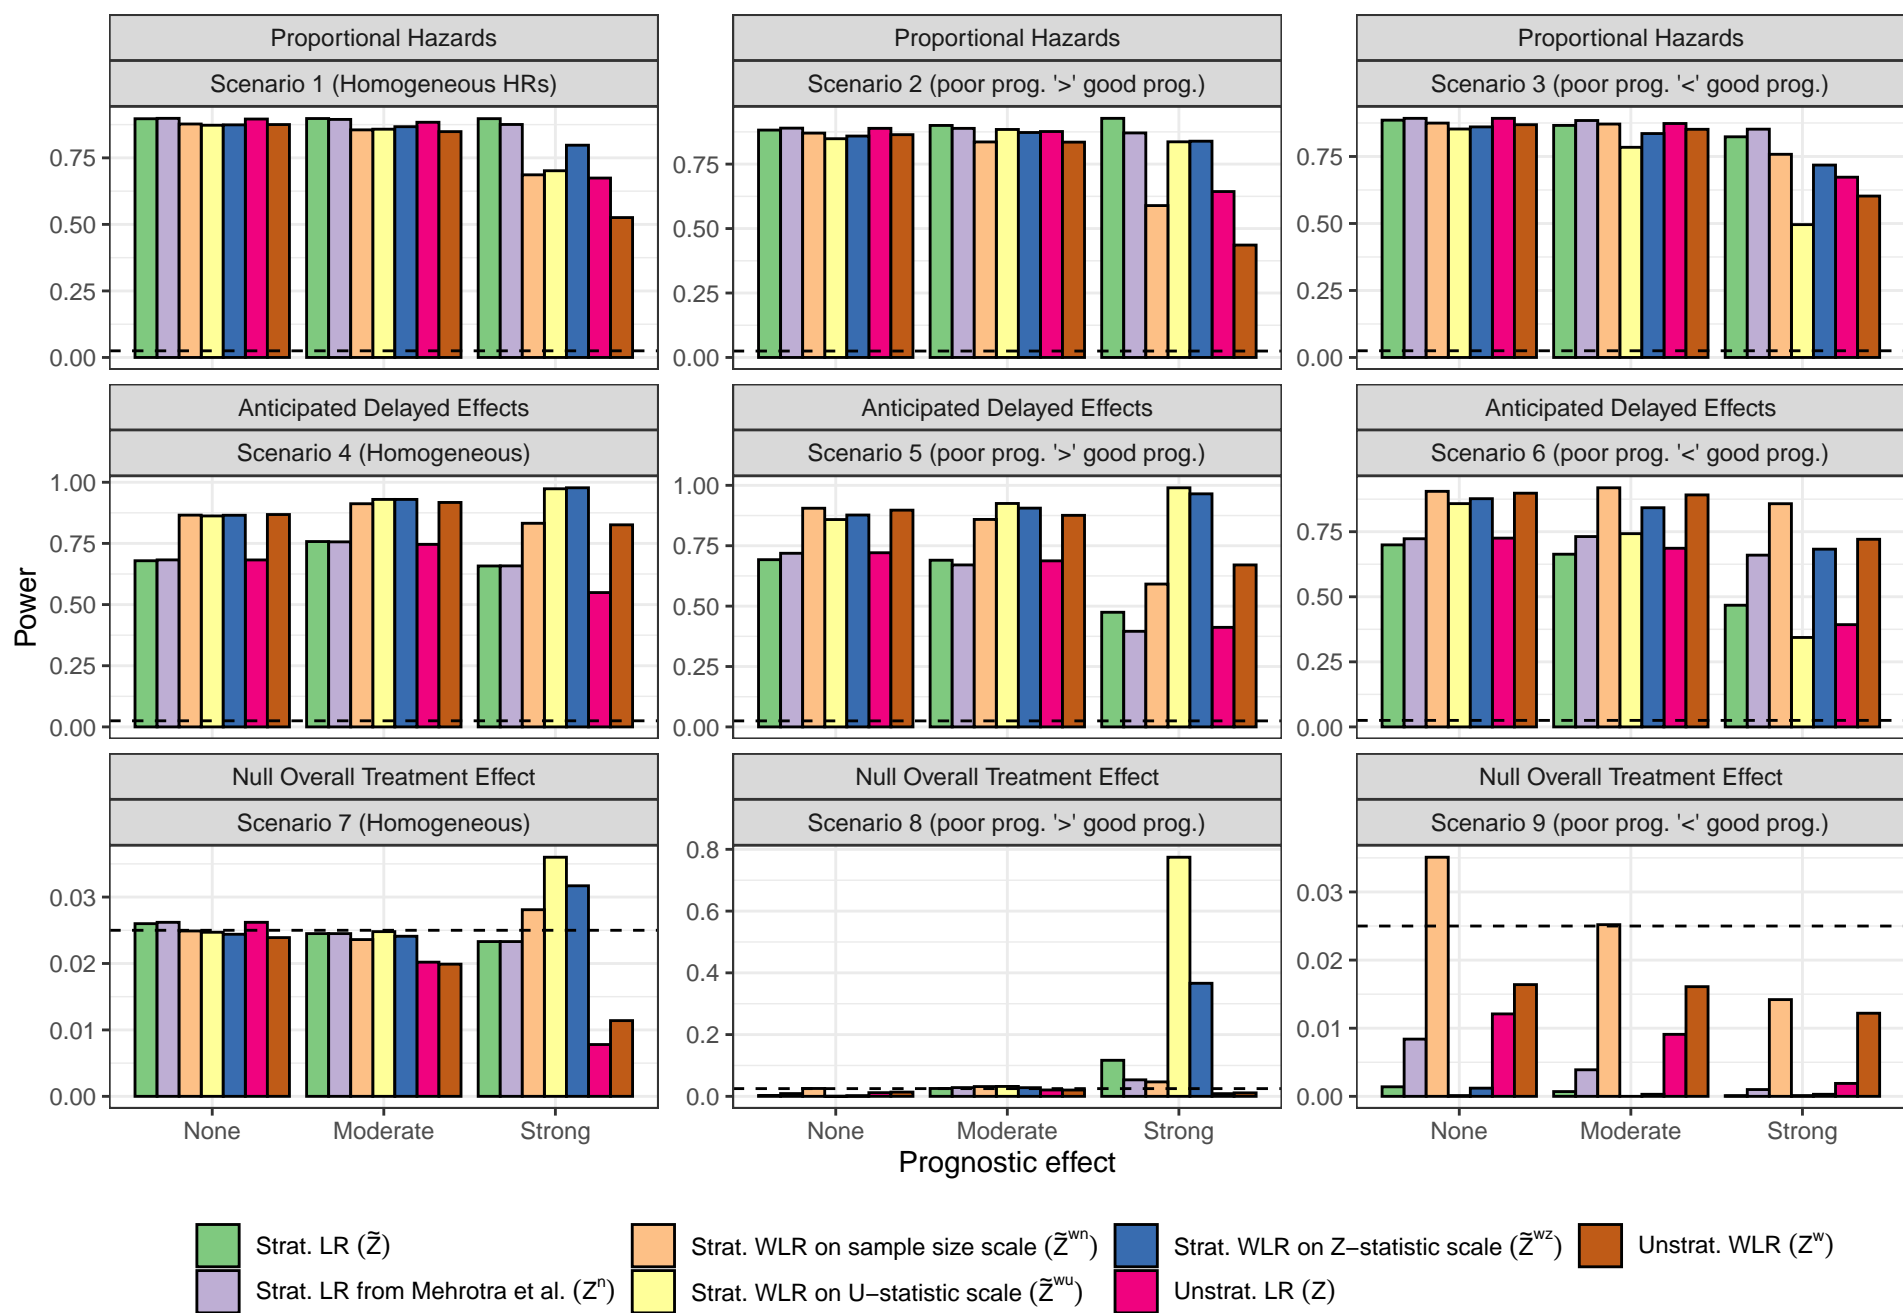 Proportional Hazards
Scenario 1 (Homogeneous HRs)
0.75
0.50
0.25
0.00
Proportional Hazards
Scenario 2 (poor prog. '>' good prog.)
0.75
0.50
0.25
0.00
Proportional Hazards
Scenario 3 (poor prog. '<' good prog.)
0.75
0.50
0.25
0.00
Anticipated Delayed Effects
Scenario 4 (Homogeneous)
1.00
0.75
0.50
0.25
0.00
Anticipated Delayed Effects
Scenario 5 (poor prog. '>' good prog.)
1.00
0.75
0.50
0.25
0.00
Anticipated Delayed Effects
Scenario 6 (poor prog. '<' good prog.)
0.75
0.50
0.25
0.00
Power
Null Overall Treatment Effect
Scenario 7 (Homogeneous)
0.03
0.02
0.01
0.00
None Moderate Strong
Null Overall Treatment Effect
Scenario 8 (poor prog. '>' good prog.)
0.8
0.6
0.4
0.2
0.0
None Moderate Strong
Null Overall Treatment Effect
Scenario 9 (poor prog. '<' good prog.)
0.03
0.02
0.01
0.00
None Moderate Strong
Prognostic effect
Strat. LR (Z̃)
Strat. LR from Mehrotra et al. (Zⁿ)
Strat. WLR on sample size scale (Z̃ʷⁿ)
Strat. WLR on U−statistic scale (Z̃ʷᵘ)
Strat. WLR on Z−statistic scale (Z̃ʷᶻ)
Unstrat. LR (Z)
Unstrat. WLR (Zʷ)